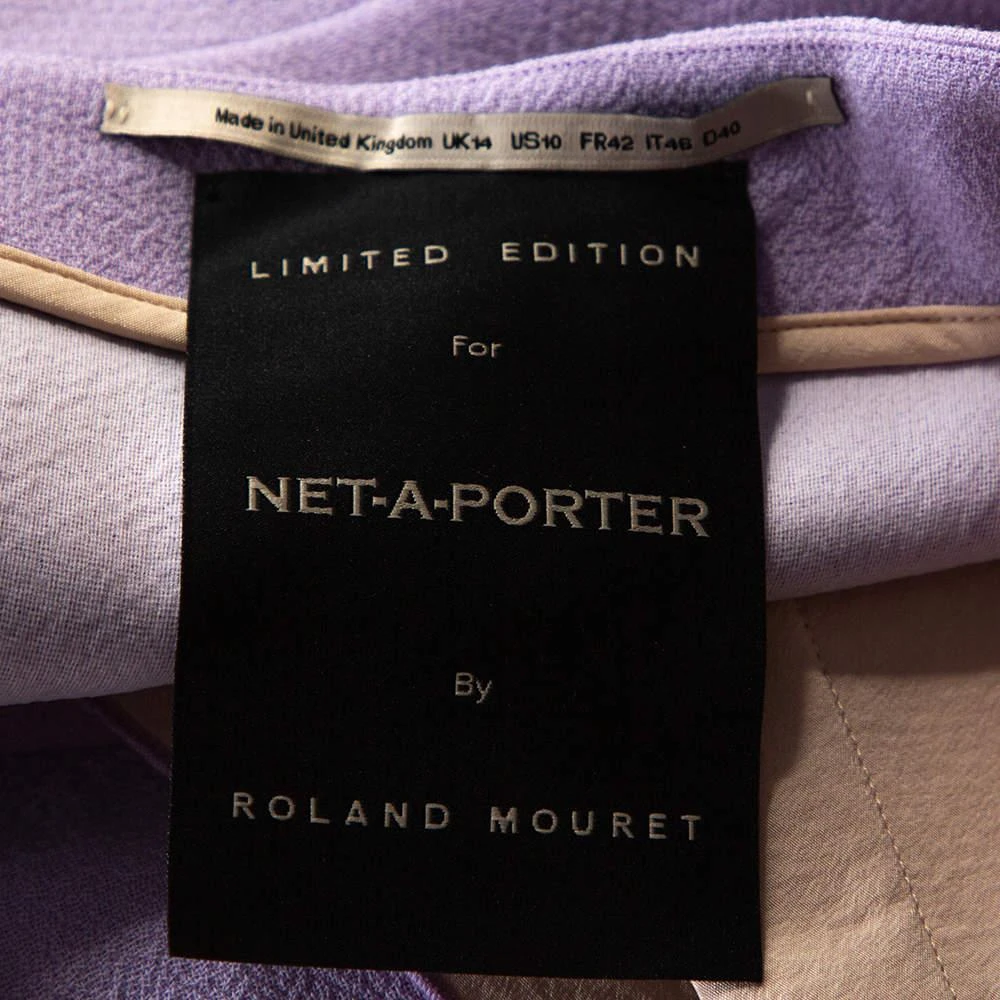 Made in United Kingdom UK14 US10 FR42 IT46 D40
LIMITED EDITION
For
NET-A-PORTER
By
ROLAND MOURET